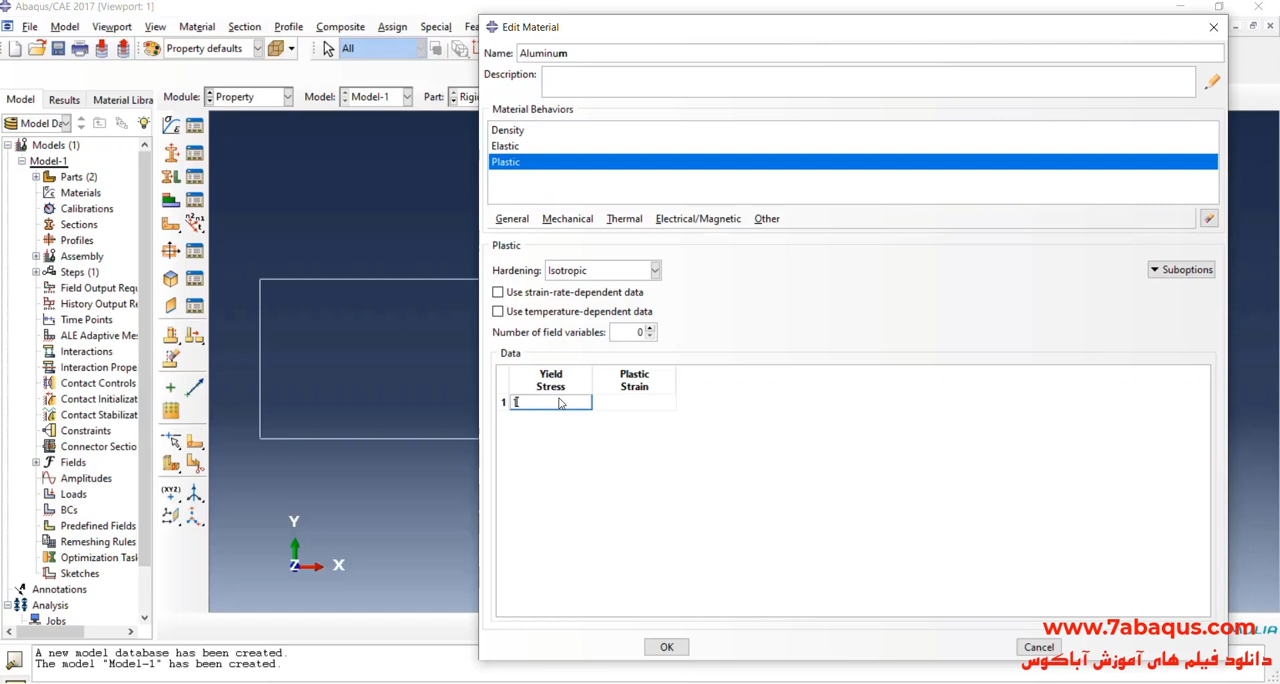 Abaqus/CAE 2017 [Viewport: 1]
File Model Viewport View Material Section Profile Composite Assign Special Fea
Property defaults All
Model Results Material Libra Module: Property Model: Model-1 Part: Rigi
Model Da
Models (1)
Model-1
Parts (2)
Materials
Calibrations
Sections
Profiles
Assembly
Steps (1)
Field Output Requ
History Output R
Time Points
ALE Adaptive Me
Interactions
Interaction Prope
Contact Controls
Contact Initializat
Contact Stabilizat
Constraints
Connector Sectio
Fields
Amplitudes
Loads
BCs
Predefined Fields
Remeshing Rules
Optimization Task
Sketches
Annotations
Analysis
Jobs
Y
Z X
A new model database has been created.
The model "Model-1" has been created.
Edit Material
Name: Aluminum
Description:
Material Behaviors
Density
Elastic
Plastic
General Mechanical Thermal Electrical/Magnetic Other
Plastic
Hardening: Isotropic Suboptions
Use strain-rate-dependent data
Use temperature-dependent data
Number of field variables: 0
Data
Yield Plastic
Stress Strain
1
OK Cancel
www.7abaqus.com
دانلود فیلم های آموزش آباکوس